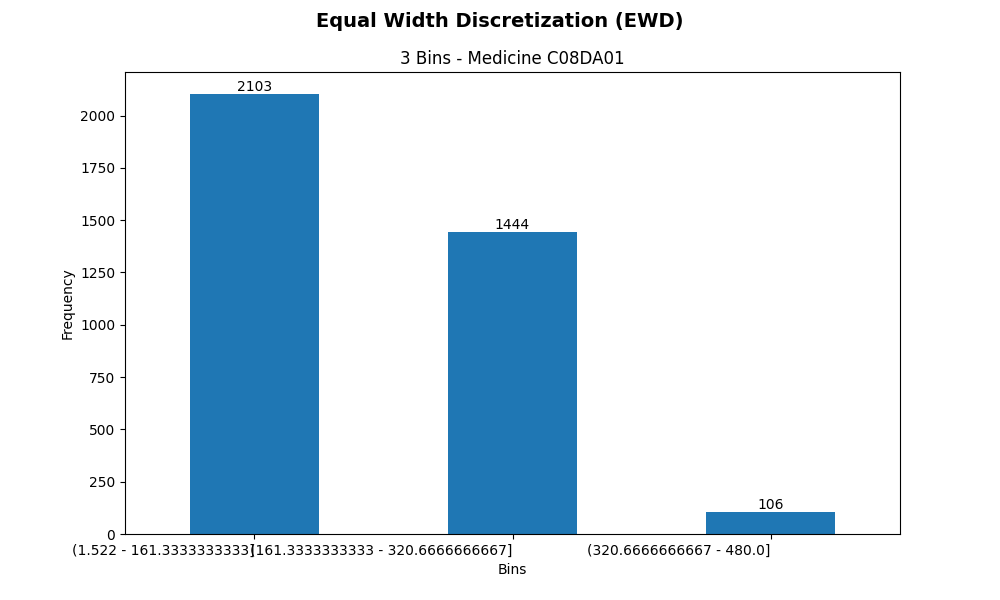 Equal Width Discretization (EWD)
3 Bins - Medicine C08DA01
2103
2000
1750
1500
1444
1250
Frequency
1000
750
500
250
106
0
(1.522 - 161.3333333333]
(161.3333333333 - 320.6666666667]
(320.6666666667 - 480.0]
Bins